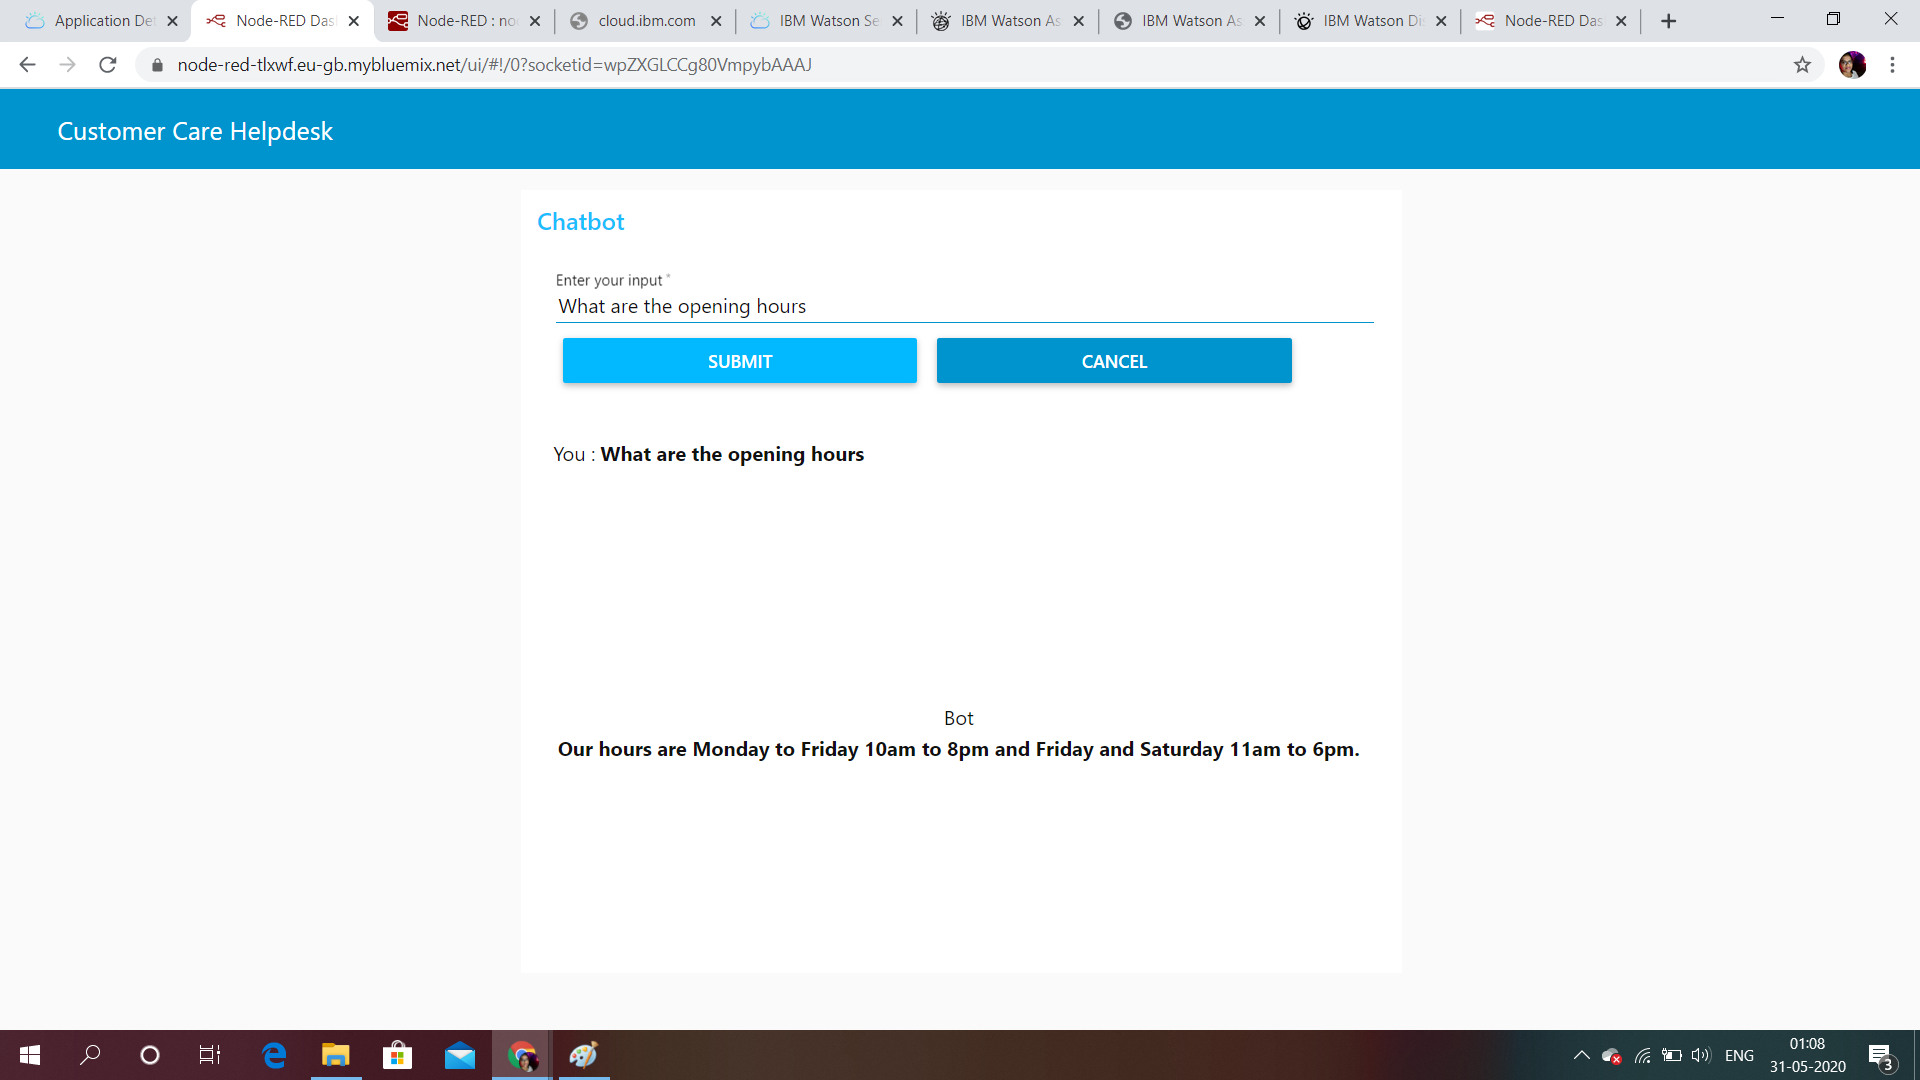 Application Det
Node-RED Das
Node-RED : no
cloud.ibm.com
IBM Watson Se
IBM Watson As
IBM Watson As
IBM Watson Di
Node-RED Das
node-red-tlxwf.eu-gb.mybluemix.net/ui/#!/0?socketid=wpZXGLCCg80VmpybAAAJ
Customer Care Helpdesk
Chatbot
Enter your input *
What are the opening hours
SUBMIT
CANCEL
You : What are the opening hours
Bot
Our hours are Monday to Friday 10am to 8pm and Friday and Saturday 11am to 6pm.
ENG
01:08
31-05-2020
3